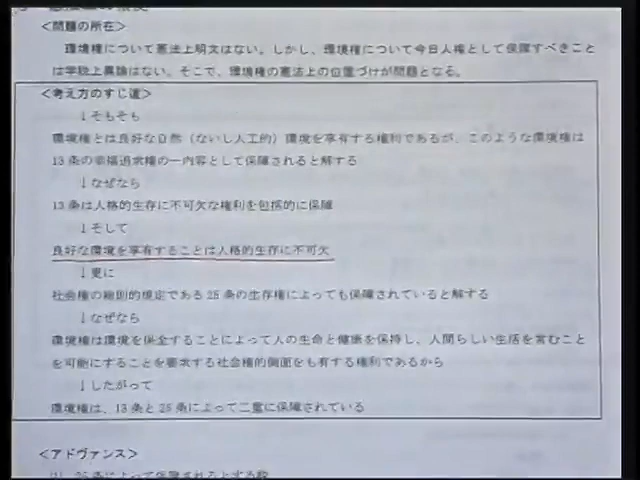 <問題の所在>
環境権について憲法上明文はない。しかし、環境権について今日人権として保障すべきこと
は学説上異論はない。そこで、環境権の憲法上の位置づけが問題となる。
<考え方のすじ道>
↓そもそも
環境権とは良好な自然（ないし人工的）環境を享有する権利であるが、このような環境権は
13条の幸福追求権の一内容として保障されると解する
↓なぜなら
13条は人格的生存に不可欠な権利を包括的に保障
↓そして
良好な環境を享有することは人格的生存に不可欠
↓更に
社会権の総則的規定である25条の生存権によっても保障されていると解する
↓なぜなら
環境権は環境を保全することによって人の生命と健康を保持し、人間らしい生活を営むこと
を可能にすることを要求する社会権的側面をも有する権利であるから
↓したがって
環境権は、13条と25条によって二重に保障されている
<アドヴァンス>
25条によって保障されるとする説